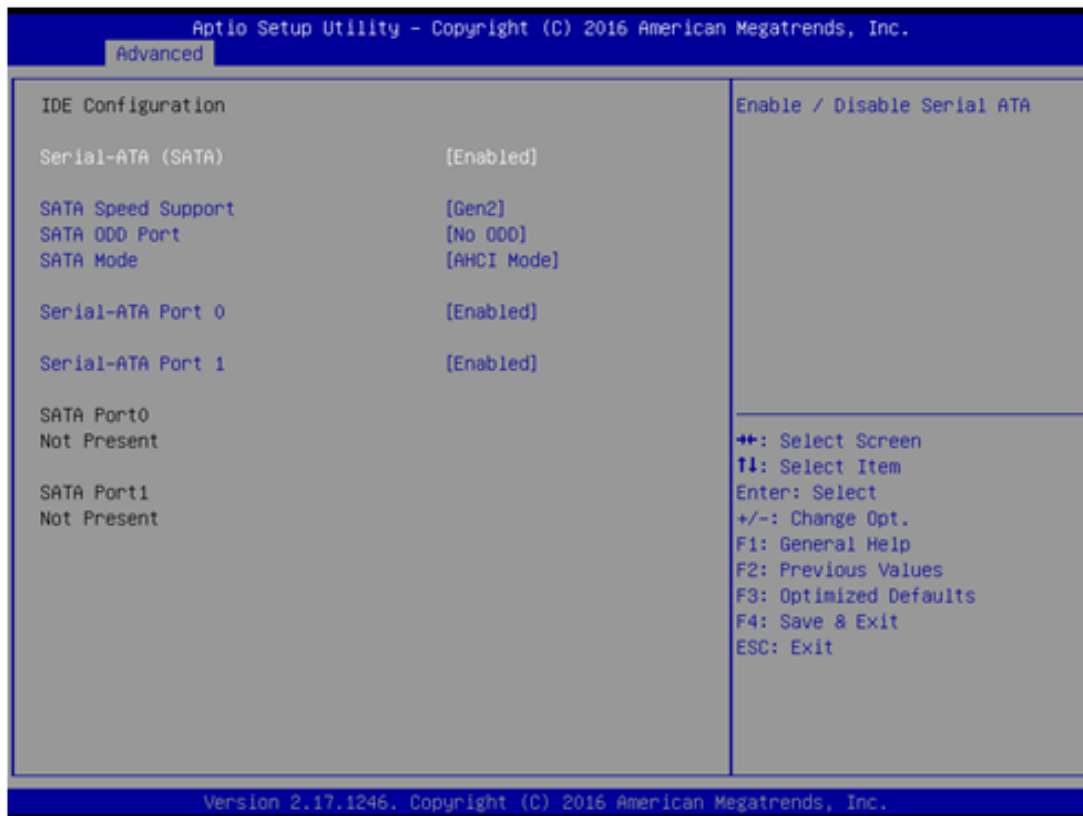 Aptio Setup Utility – Copyright (C) 2016 American Megatrends, Inc.
Advanced
IDE Configuration
Serial-ATA (SATA) [Enabled]
SATA Speed Support [Gen2]
SATA ODD Port [No ODD]
SATA Mode [AHCI Mode]
Serial-ATA Port 0 [Enabled]
Serial-ATA Port 1 [Enabled]
SATA Port0
Not Present
SATA Port1
Not Present
Enable / Disable Serial ATA
→←: Select Screen
↑↓: Select Item
Enter: Select
+/-: Change Opt.
F1: General Help
F2: Previous Values
F3: Optimized Defaults
F4: Save & Exit
ESC: Exit
Version 2.17.1246. Copyright (C) 2016 American Megatrends, Inc.